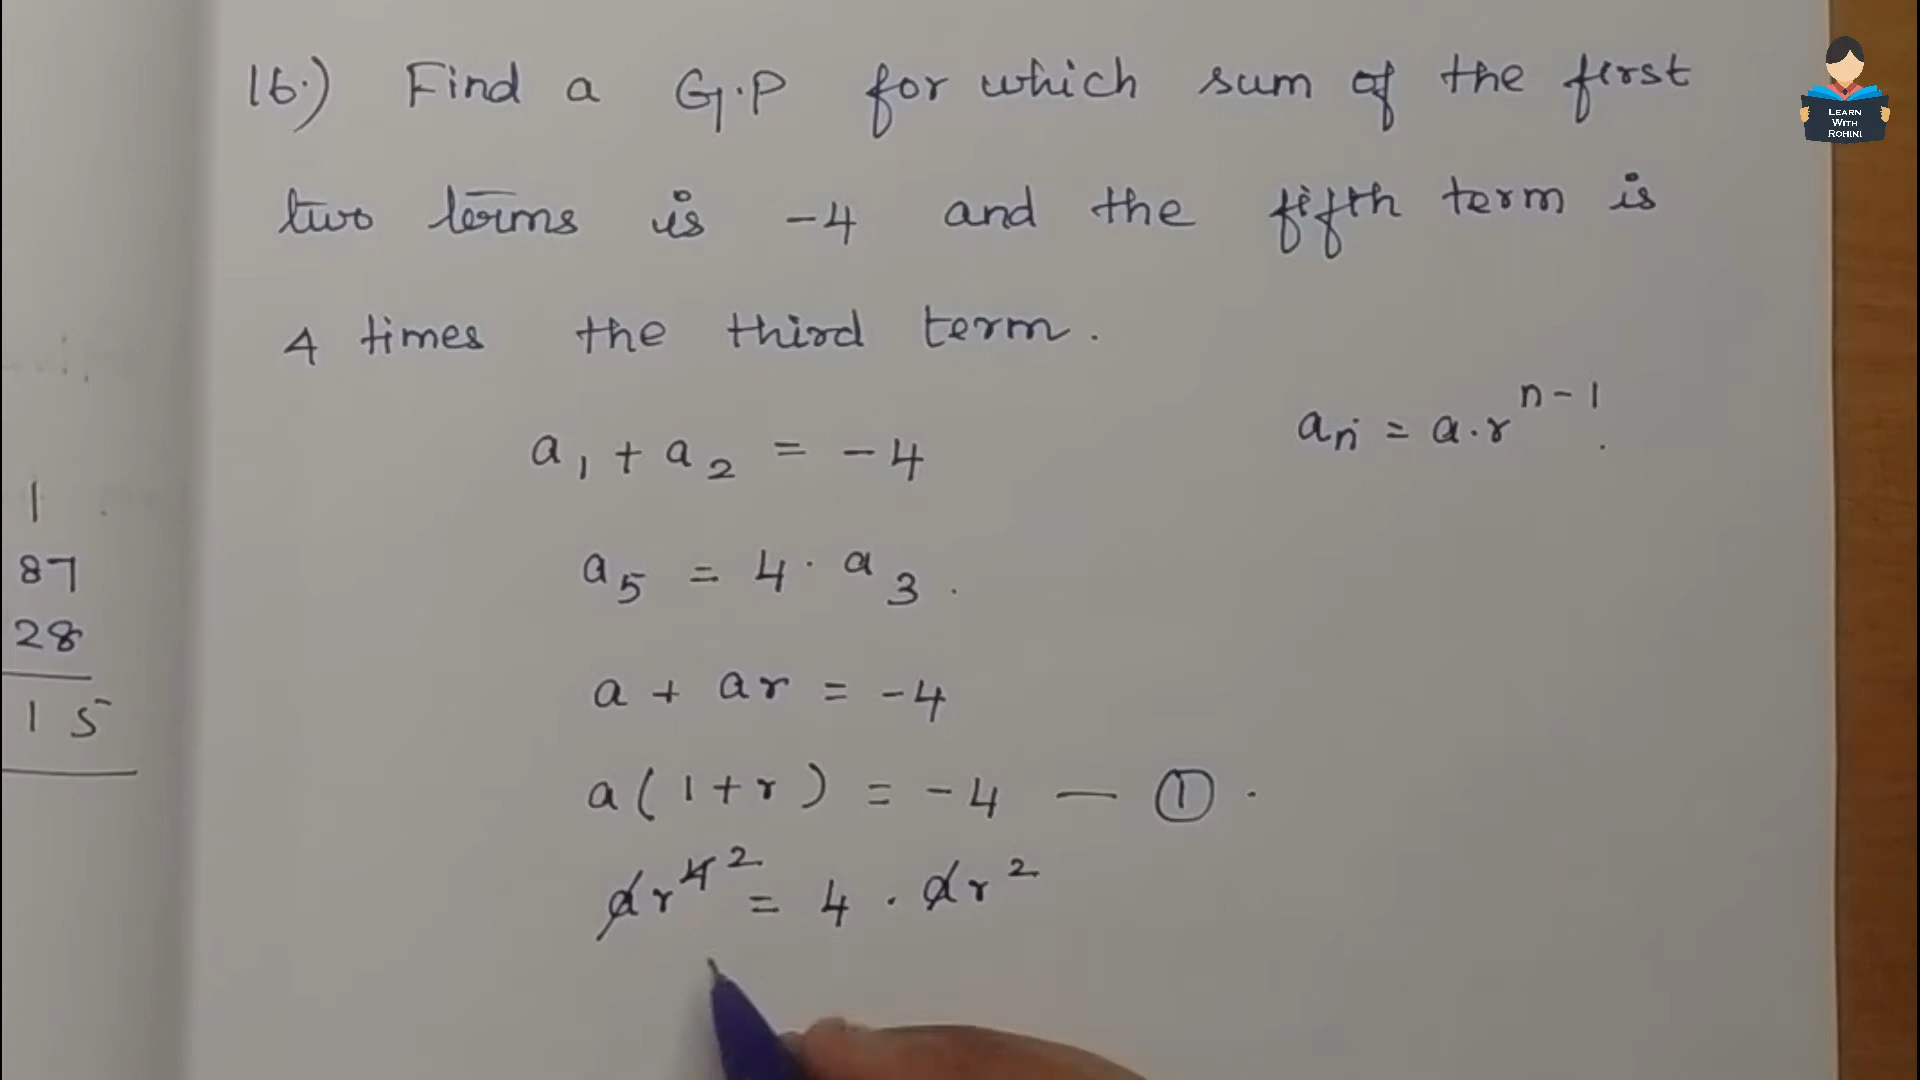 16.) Find a G.P for which sum of the first
two terms is -4 and the fifth term is
4 times the third term.
aₙ = a.r^(n-1).
a₁ + a₂ = -4
a₅ = 4 · a₃.
a + ar = -4
a(1+r) = -4 — ①.
ar⁴ ² = 4 . ar²
1
87
28
15
LEARN
WITH
ROHINI